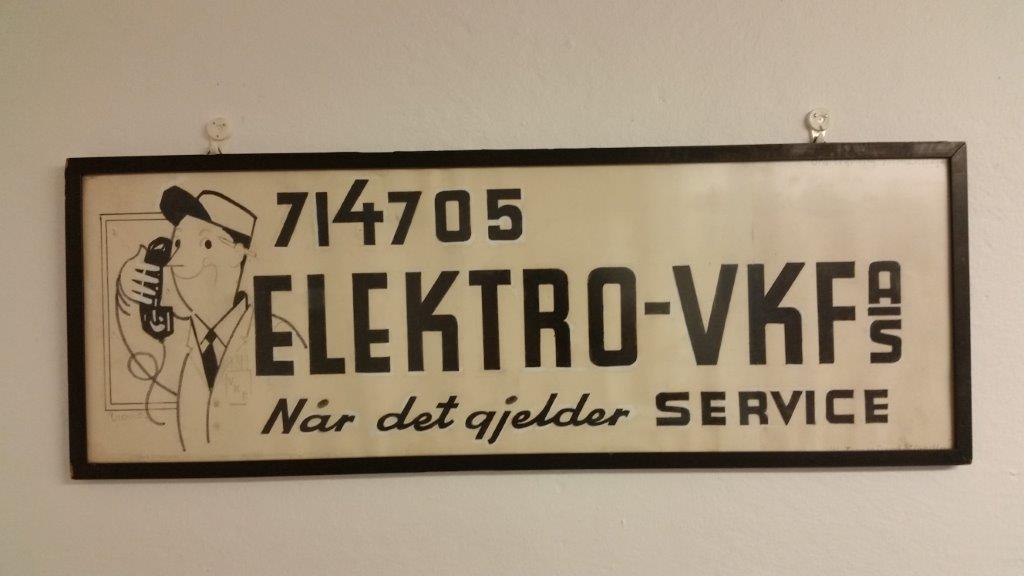 714705
ELEKTRO-VKF A/S
Når det gjelder SERVICE